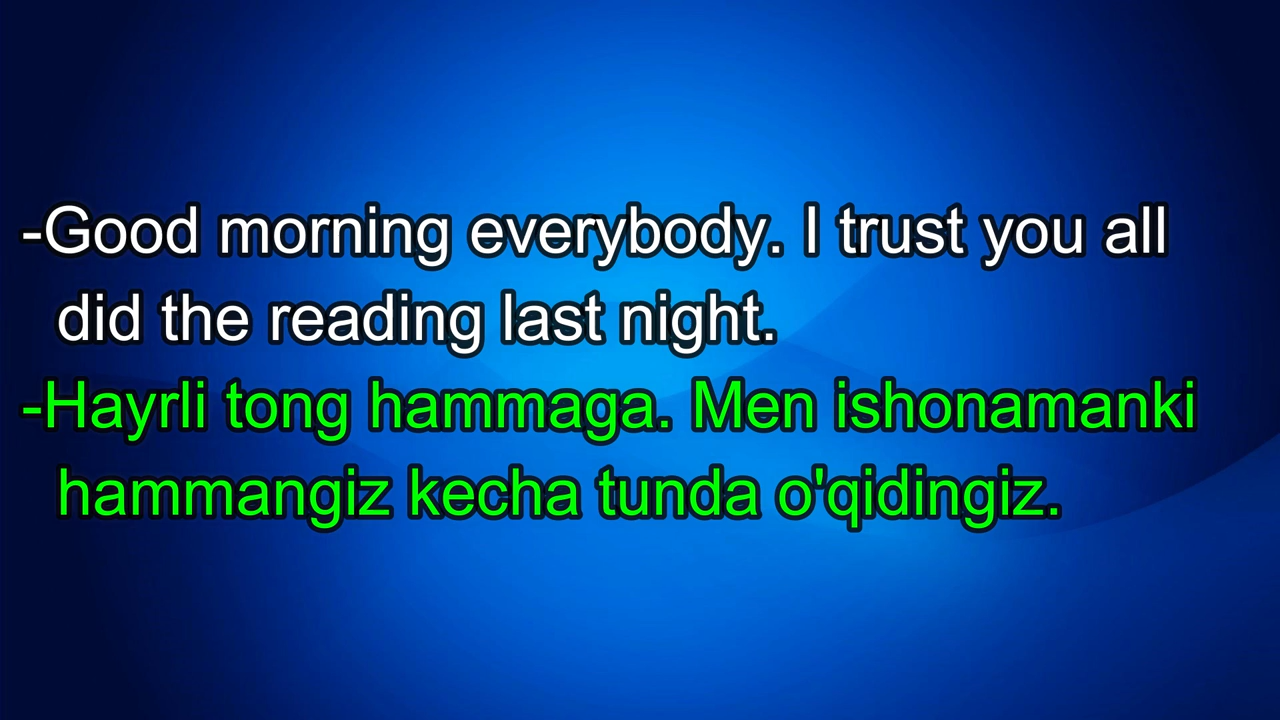 -Good morning everybody. I trust you all
did the reading last night.
-Hayrli tong hammaga. Men ishonamanki
hammangiz kecha tunda o'qidingiz.